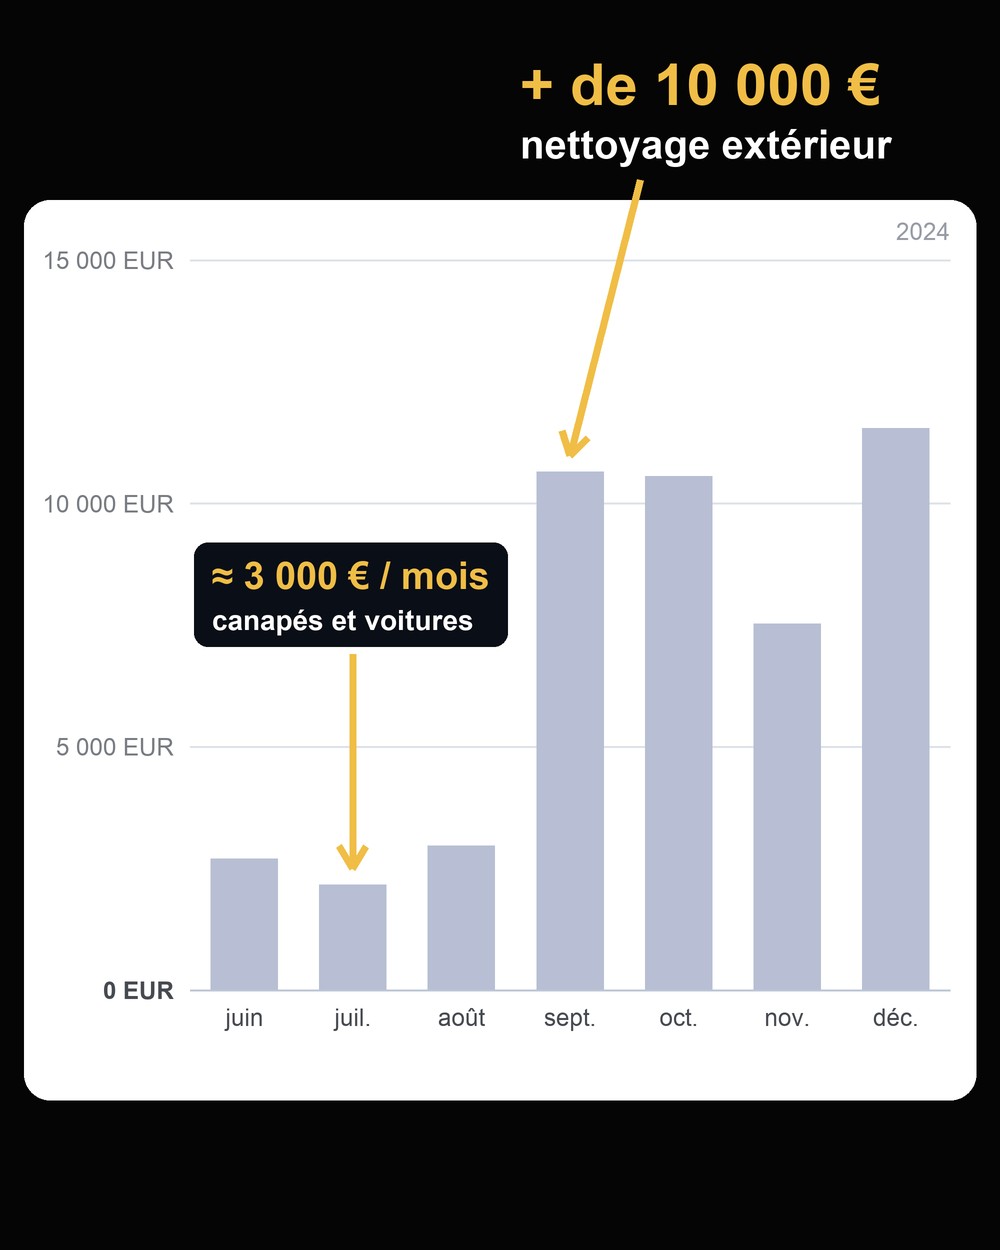 + de 10 000 €
nettoyage extérieur
2024
15 000 EUR
10 000 EUR
≈ 3 000 € / mois
canapés et voitures
5 000 EUR
0 EUR
juin juil. août sept. oct. nov. déc.